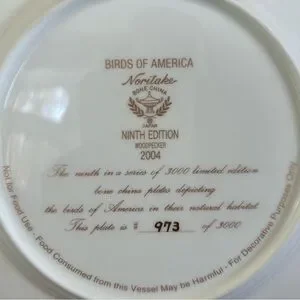 BIRDS OF AMERICA
Noritake
BONE CHINA
JAPAN
NINTH EDITION
WOODPECKER
2004
The ninth in a series of 3000 limited edition
bone china plates depicting
the birds of America in their natural habitat.
This plate is # 973 of 3000
Not for Food Use - Food Consumed from this Vessel May be Harmful - For Decorative Purposes Only